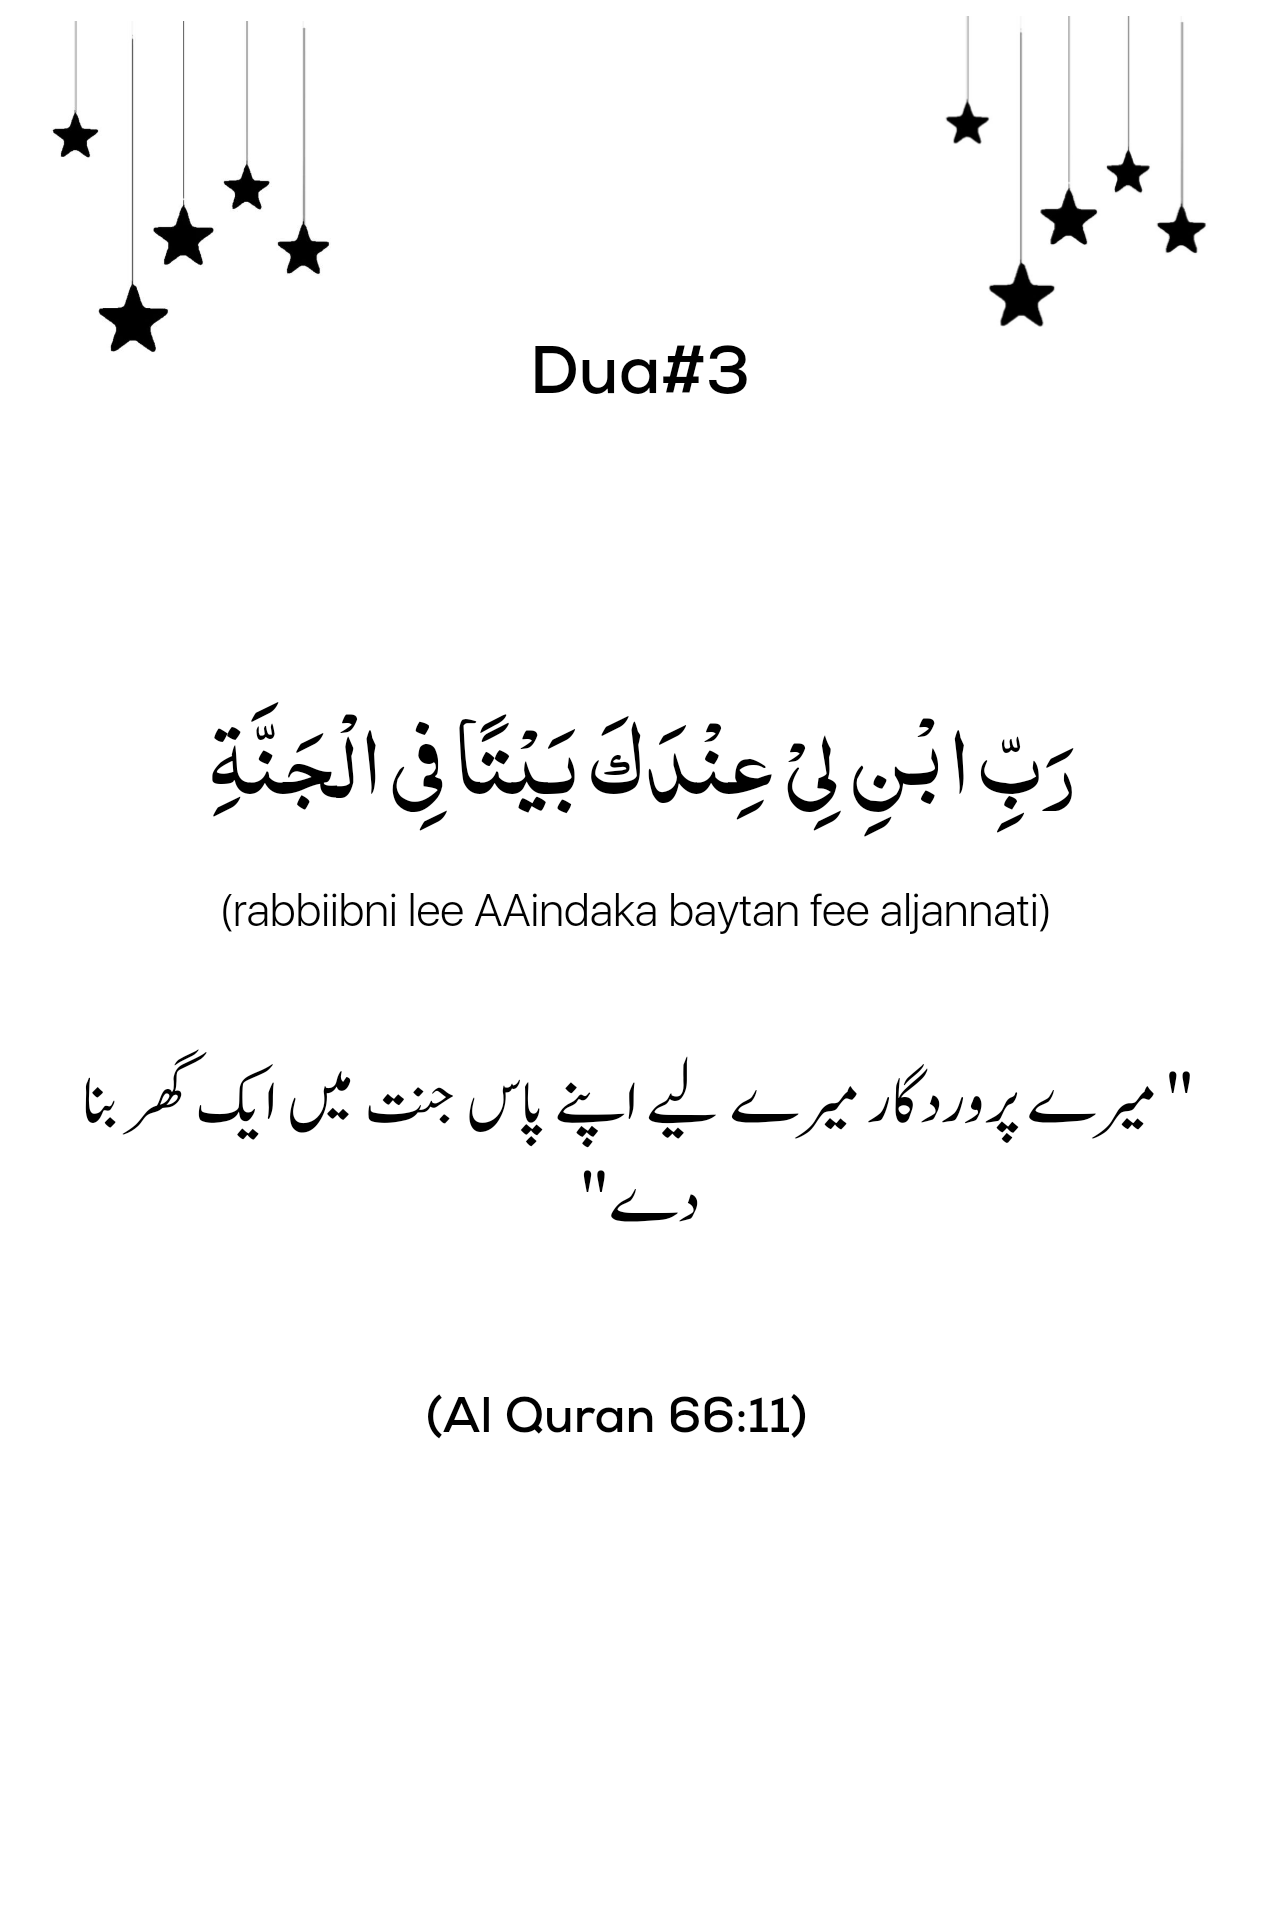 Dua#3
رَبِّ ابْنِ لِيْ عِنْدَكَ بَيْتًا فِى الْجَنَّةِ
(rabbiibni lee AAindaka baytan fee aljannati)
"میرے پروردگار میرے لیے اپنے پاس جنت میں ایک گھر بنا
دے"
(Al Quran 66:11)